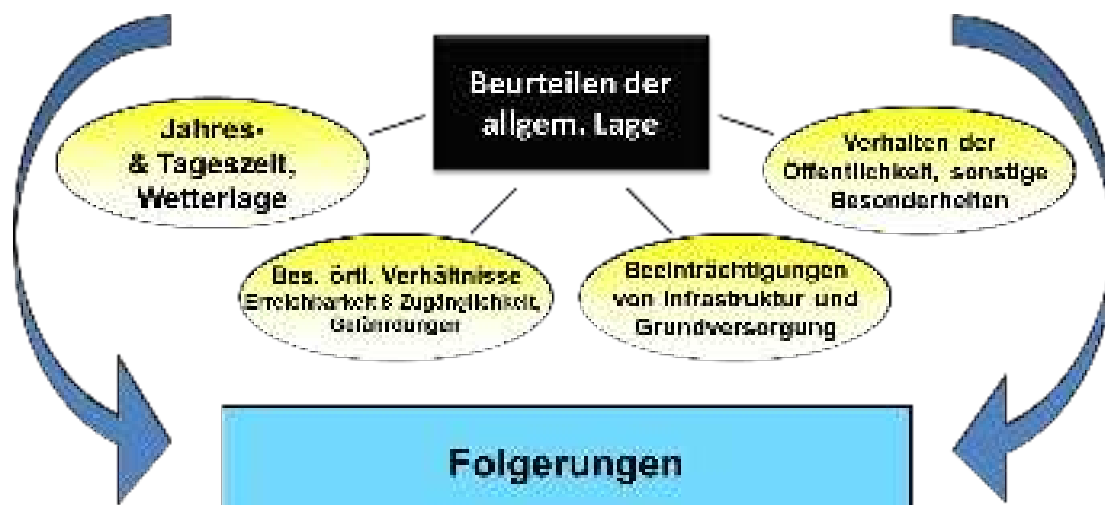 Beurteilen der
allgem. Lage
Jahres-
& Tageszeit,
Wetterlage
Verhalten der
Öffentlichkeit, sonstige
Besonderheiten
Bes. örtl. Verhältnisse
Erreichbarkeit & Zugänglichkeit,
Gefährdungen
Beeinträchtigungen
von Infrastruktur und
Grundversorgung
Folgerungen